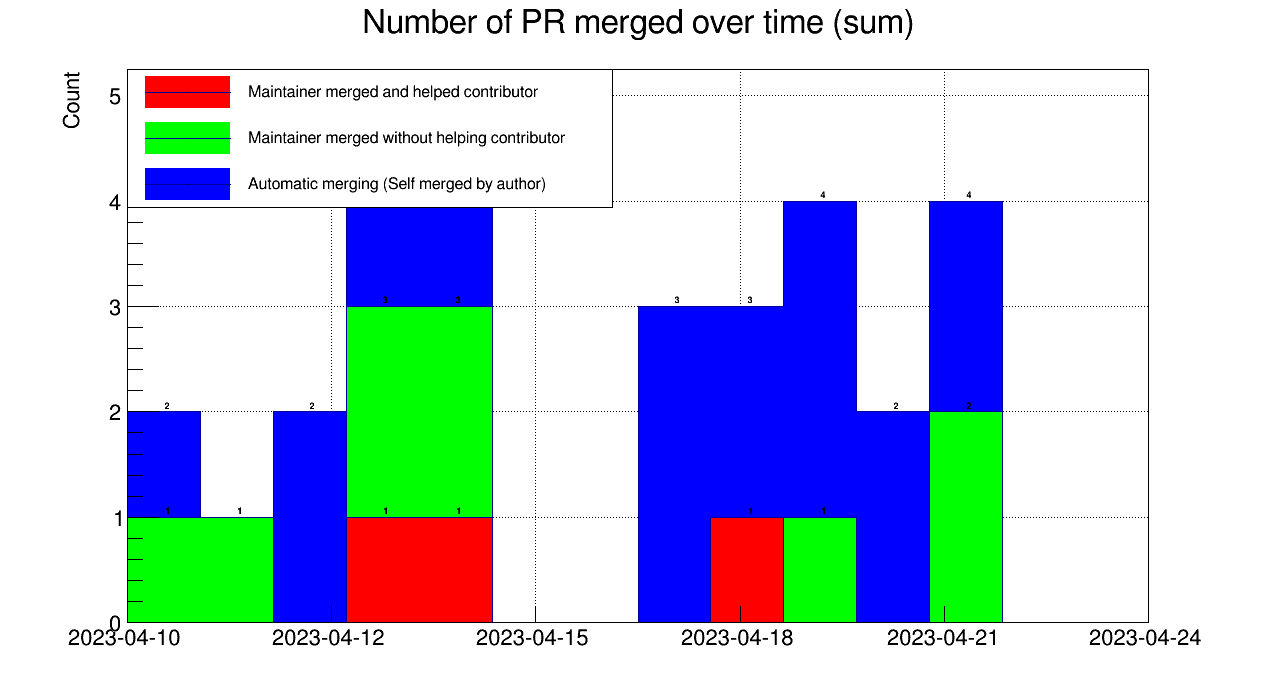 Number of PR merged over time (sum)
Count
Maintainer merged and helped contributor
Maintainer merged without helping contributor
Automatic merging (Self merged by author)
5
4
3
2
1
0
4 4
3 3 3 3
2 2 2 2
1 1 1 1 1 1
2023-04-10 2023-04-12 2023-04-15 2023-04-18 2023-04-21 2023-04-24